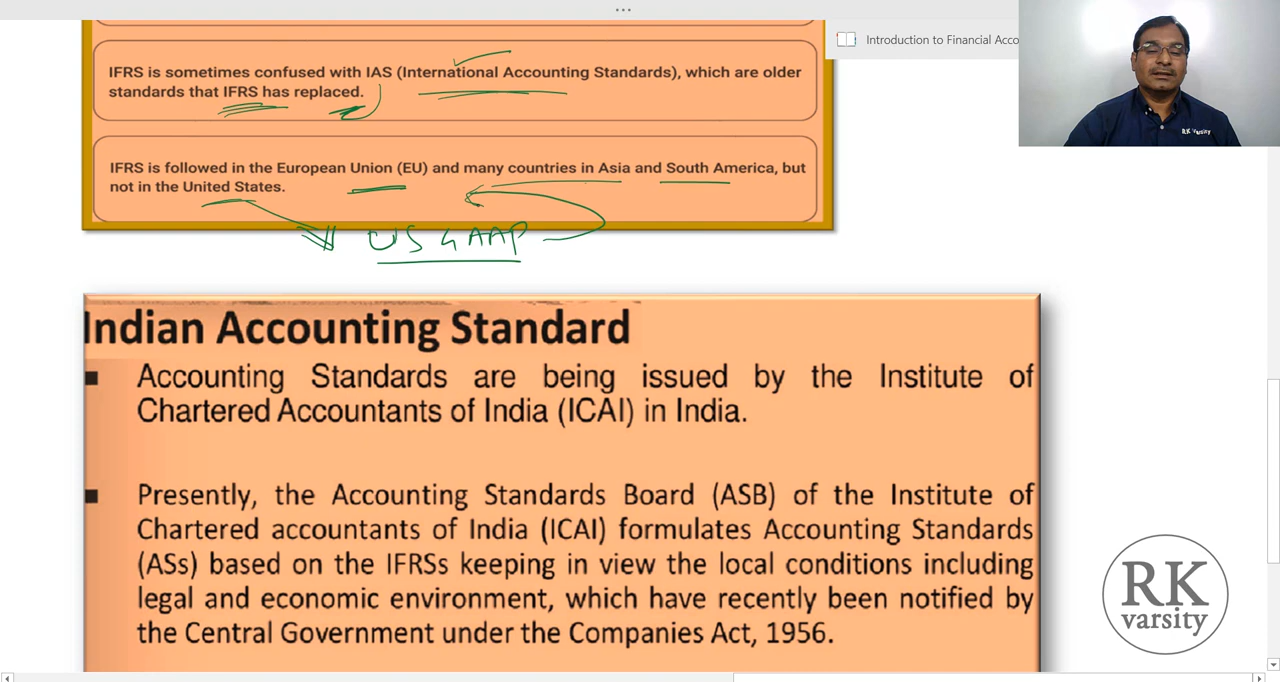 Introduction to Financial Acco
IFRS is sometimes confused with IAS (International Accounting Standards), which are older
standards that IFRS has replaced.
RK Varsity
IFRS is followed in the European Union (EU) and many countries in Asia and South America, but
not in the United States.
US GAAP
Indian Accounting Standard
Accounting Standards are being issued by the Institute of
Chartered Accountants of India (ICAI) in India.
Presently, the Accounting Standards Board (ASB) of the Institute of
Chartered accountants of India (ICAI) formulates Accounting Standards
(ASs) based on the IFRSs keeping in view the local conditions including
legal and economic environment, which have recently been notified by
the Central Government under the Companies Act, 1956.
RK
varsity